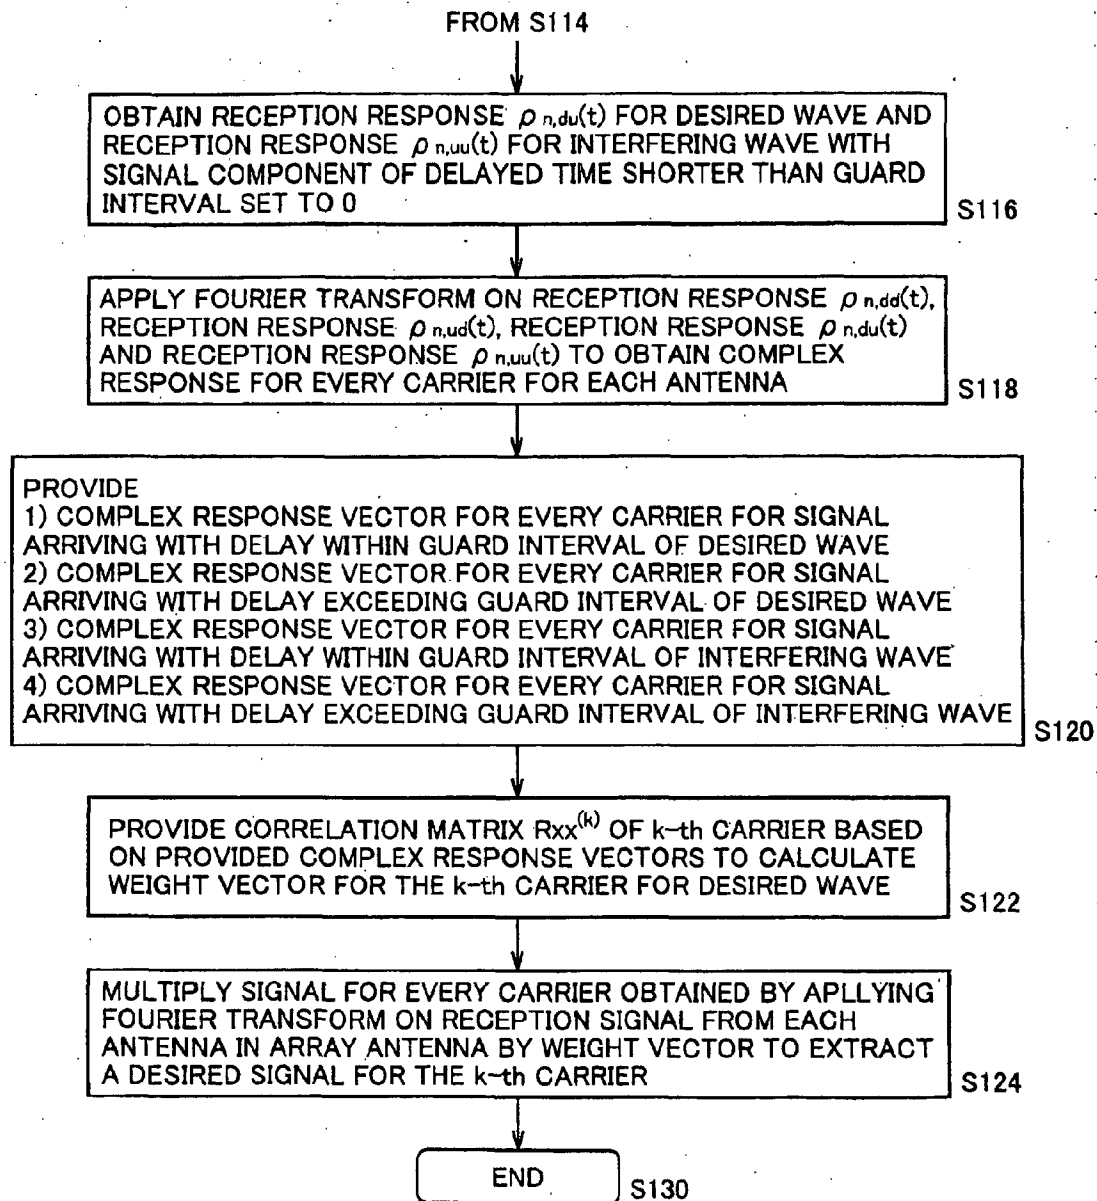 FROM S114
OBTAIN RECEPTION RESPONSE ρn,du(t) FOR DESIRED WAVE AND
RECEPTION RESPONSE ρn,uu(t) FOR INTERFERING WAVE WITH
SIGNAL COMPONENT OF DELAYED TIME SHORTER THAN GUARD
INTERVAL SET TO 0
S116
APPLY FOURIER TRANSFORM ON RECEPTION RESPONSE ρn,dd(t),
RECEPTION RESPONSE ρn,ud(t), RECEPTION RESPONSE ρn,du(t)
AND RECEPTION RESPONSE ρn,uu(t) TO OBTAIN COMPLEX
RESPONSE FOR EVERY CARRIER FOR EACH ANTENNA
S118
PROVIDE
1) COMPLEX RESPONSE VECTOR FOR EVERY CARRIER FOR SIGNAL
ARRIVING WITH DELAY WITHIN GUARD INTERVAL OF DESIRED WAVE
2) COMPLEX RESPONSE VECTOR FOR EVERY CARRIER FOR SIGNAL
ARRIVING WITH DELAY EXCEEDING GUARD INTERVAL OF DESIRED WAVE
3) COMPLEX RESPONSE VECTOR FOR EVERY CARRIER FOR SIGNAL
ARRIVING WITH DELAY WITHIN GUARD INTERVAL OF INTERFERING WAVE
4) COMPLEX RESPONSE VECTOR FOR EVERY CARRIER FOR SIGNAL
ARRIVING WITH DELAY EXCEEDING GUARD INTERVAL OF INTERFERING WAVE
S120
PROVIDE CORRELATION MATRIX Rxx(k) OF k-th CARRIER BASED
ON PROVIDED COMPLEX RESPONSE VECTORS TO CALCULATE
WEIGHT VECTOR FOR THE k-th CARRIER FOR DESIRED WAVE
S122
MULTIPLY SIGNAL FOR EVERY CARRIER OBTAINED BY APLLYING
FOURIER TRANSFORM ON RECEPTION SIGNAL FROM EACH
ANTENNA IN ARRAY ANTENNA BY WEIGHT VECTOR TO EXTRACT
A DESIRED SIGNAL FOR THE k-th CARRIER
S124
END
S130